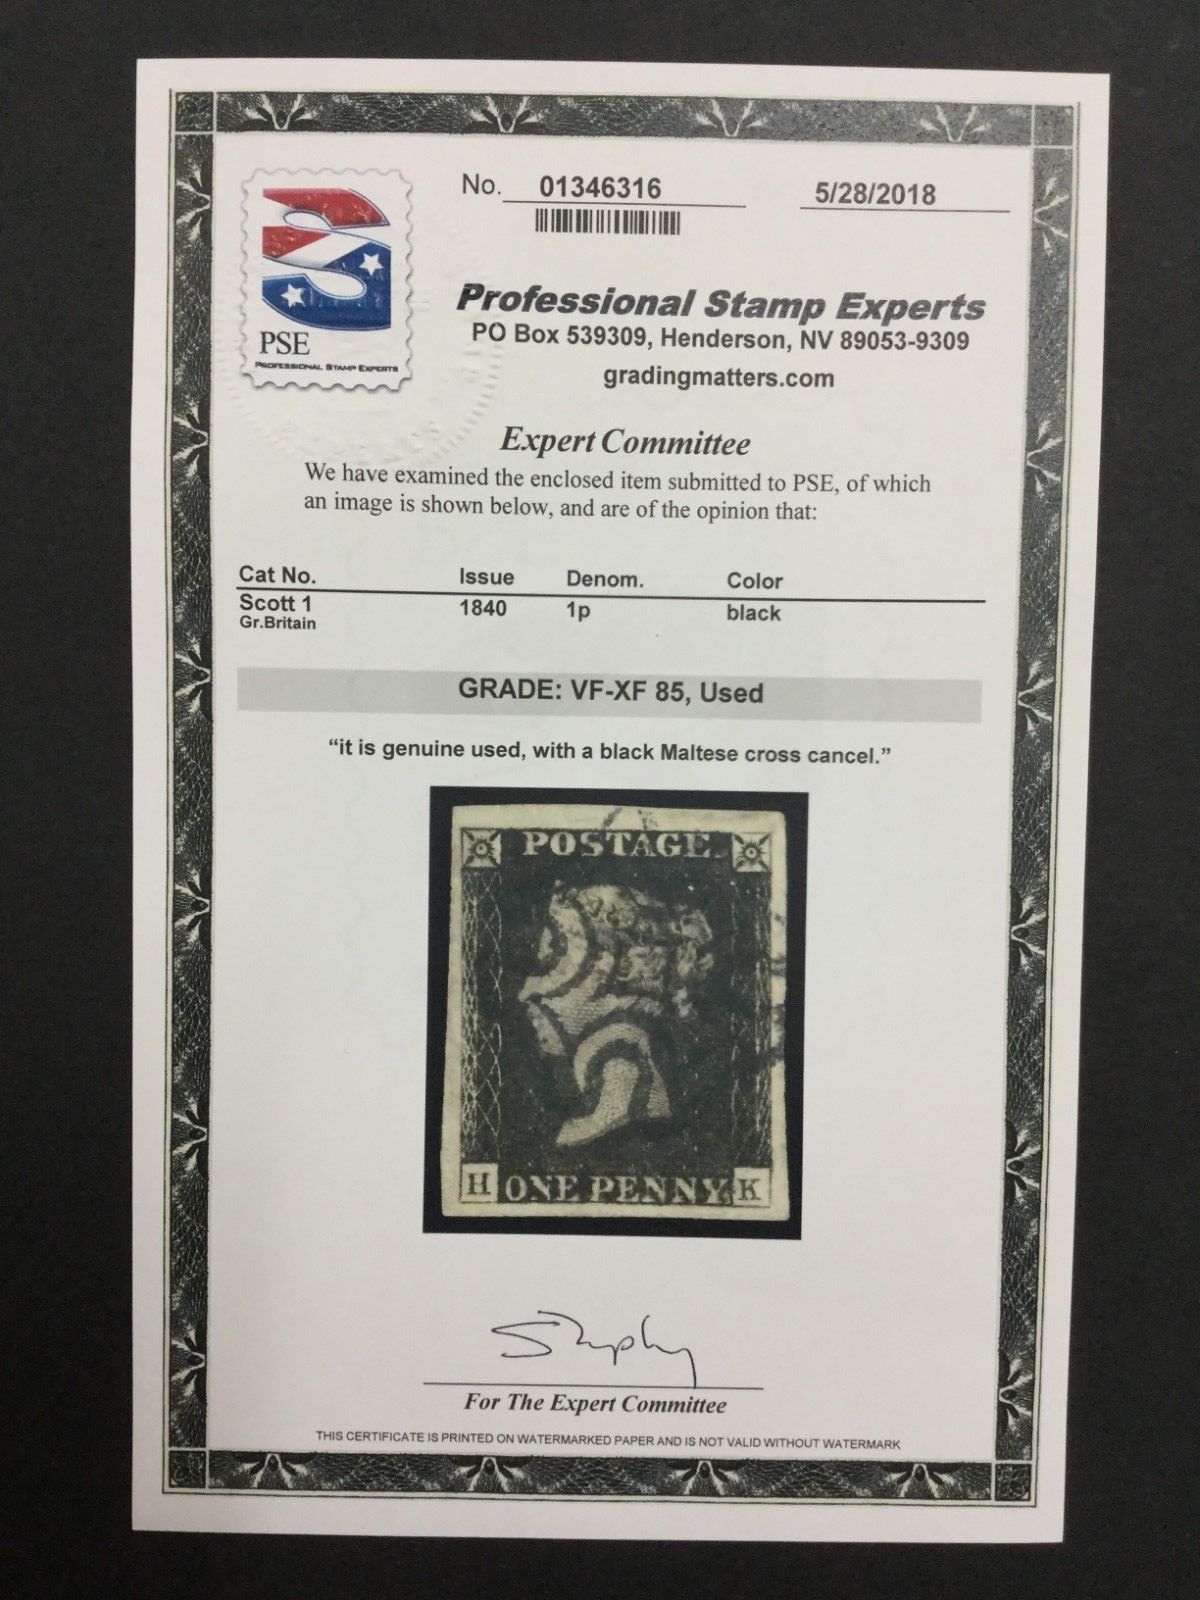 No. 01346316
5/28/2018
PSE
PROFESSIONAL STAMP EXPERTS
Professional Stamp Experts
PO Box 539309, Henderson, NV 89053-9309
gradingmatters.com
Expert Committee
We have examined the enclosed item submitted to PSE, of which
an image is shown below, and are of the opinion that:
Cat No. Issue Denom. Color
Scott 1 1840 1p black
Gr.Britain
GRADE: VF-XF 85, Used
“it is genuine used, with a black Maltese cross cancel.”
POSTAGE
H ONE PENNY K
For The Expert Committee
THIS CERTIFICATE IS PRINTED ON WATERMARKED PAPER AND IS NOT VALID WITHOUT WATERMARK